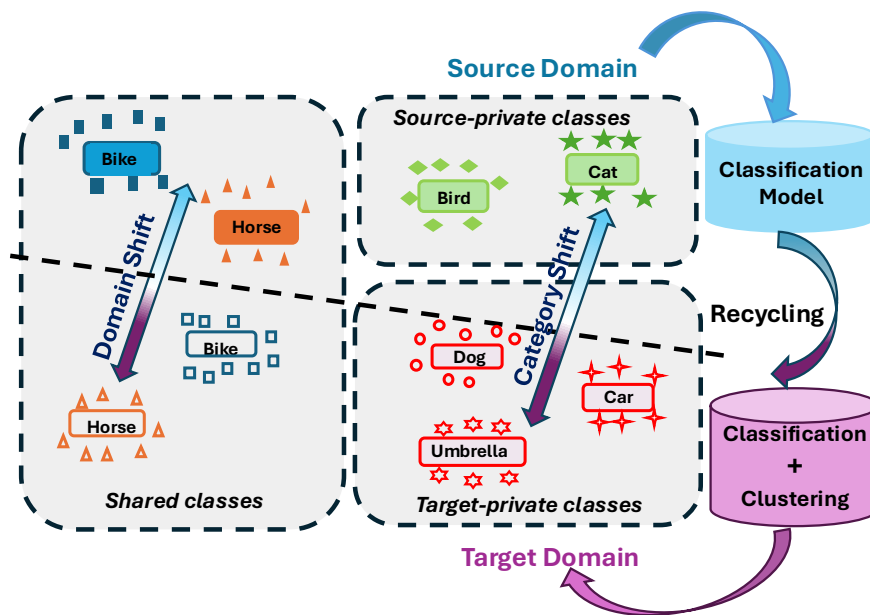 Source Domain
Source-private classes
Bike
Cat
Bird
Horse
Classification
Model
Domain Shift
Category Shift
Recycling
Bike
Dog
Car
Horse
Umbrella
Classification
+
Clustering
Shared classes
Target-private classes
Target Domain